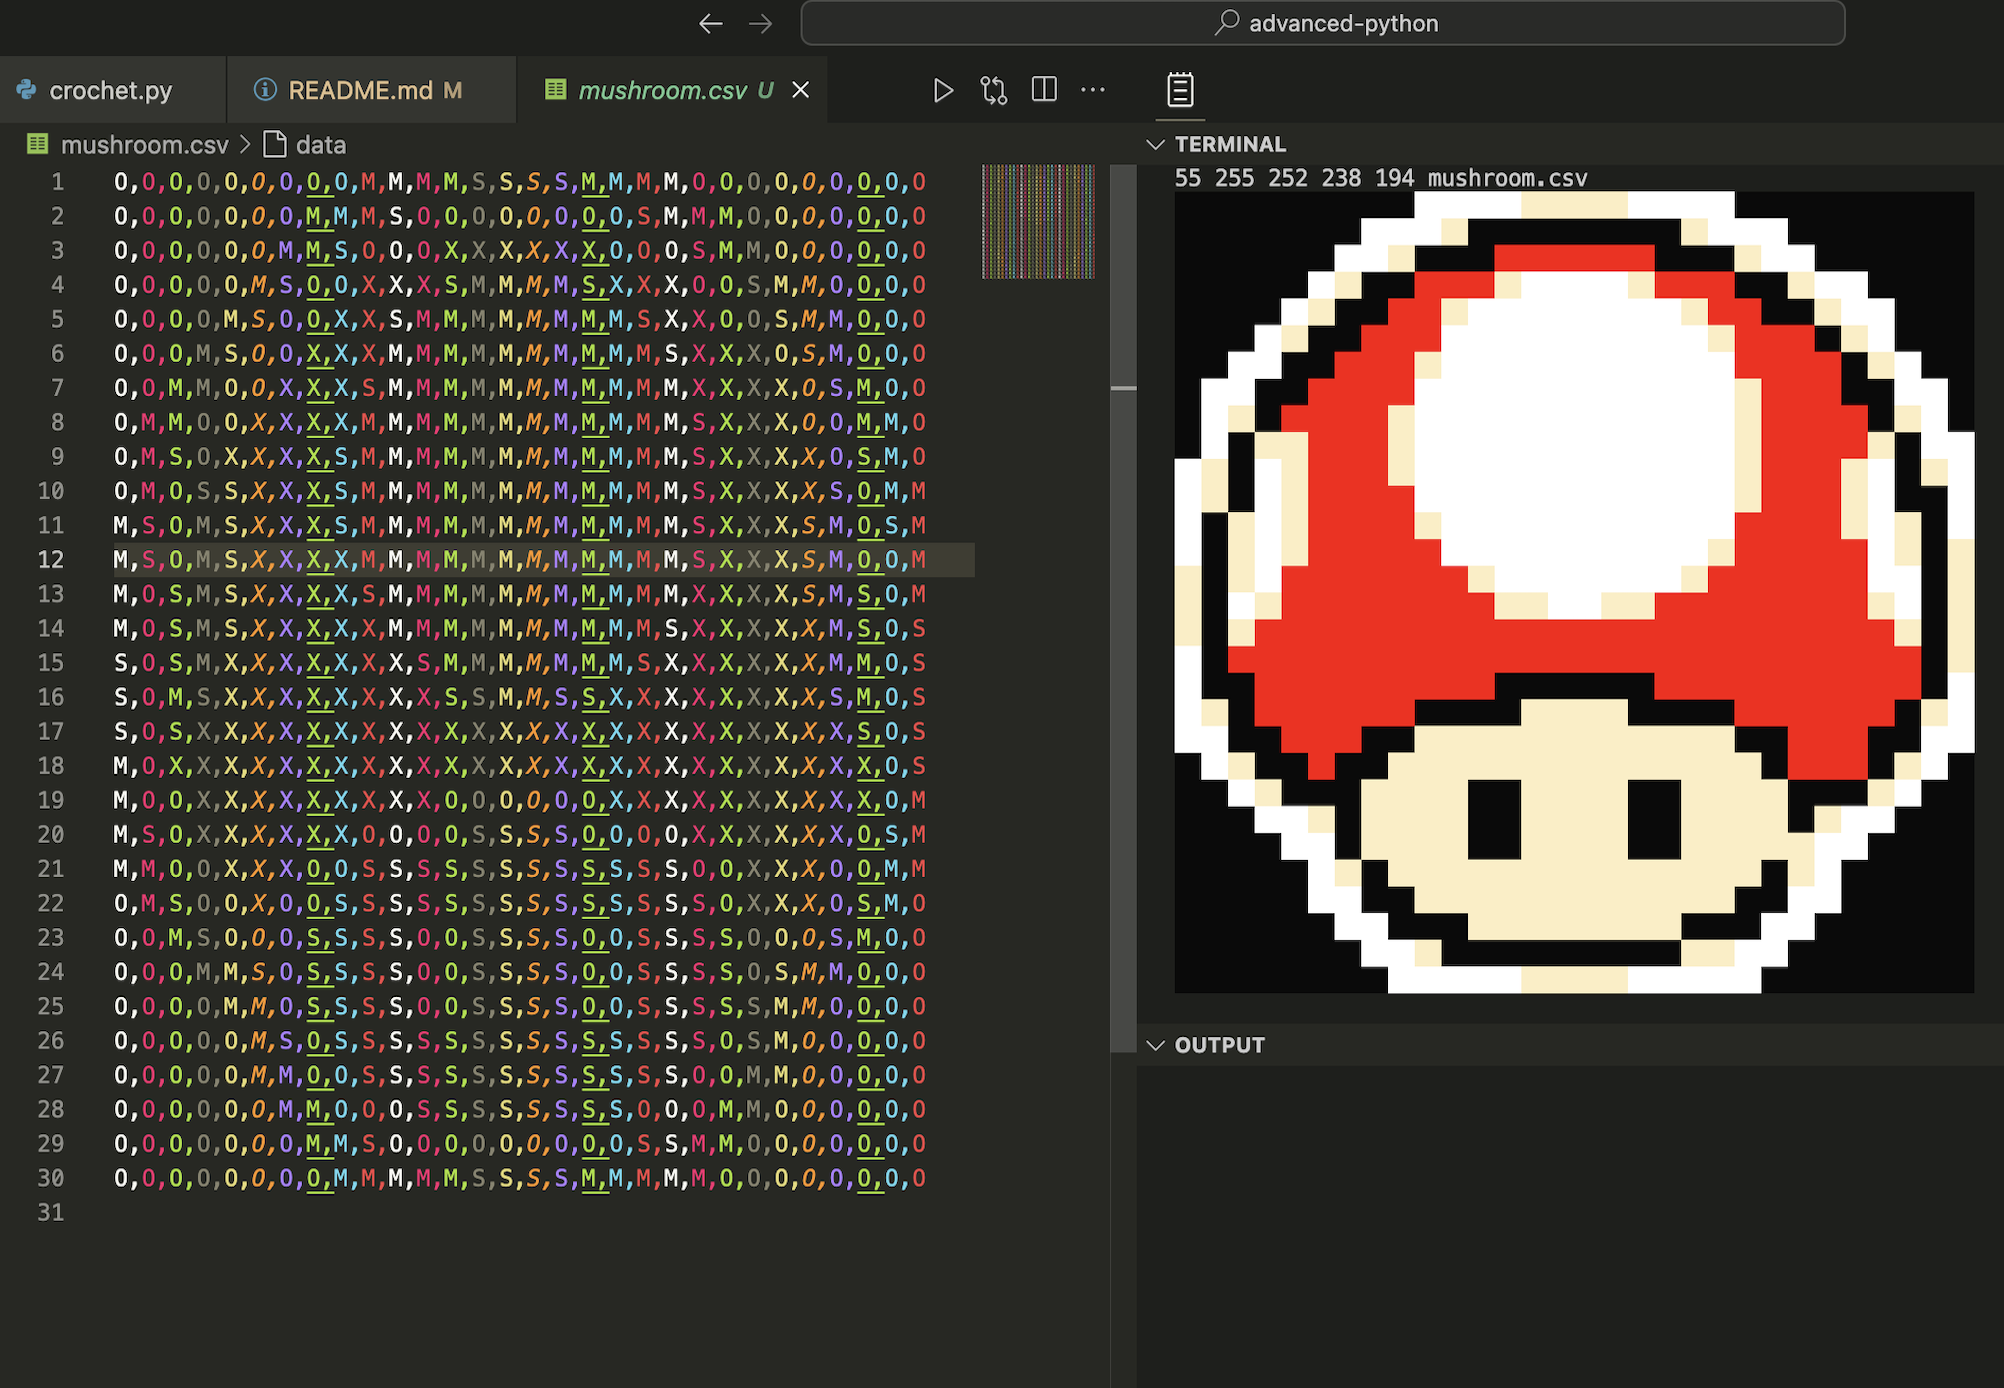 advanced-python
crochet.py
README.md M
mushroom.csv U
mushroom.csv > data
1 O,O,O,O,O,O,O,O,O,M,M,M,M,S,S,S,S,M,M,M,M,O,O,O,O,O,O,O,O,O
2 O,O,O,O,O,O,O,M,M,M,S,O,O,O,O,O,O,O,O,S,M,M,M,O,O,O,O,O,O,O
3 O,O,O,O,O,O,M,M,S,O,O,O,X,X,X,X,X,X,O,O,O,S,M,M,O,O,O,O,O,O
4 O,O,O,O,O,M,S,O,O,X,X,X,S,M,M,M,M,S,X,X,X,O,O,S,M,M,O,O,O,O
5 O,O,O,O,M,S,O,O,X,X,S,M,M,M,M,M,M,M,M,S,X,X,O,O,S,M,M,O,O,O
6 O,O,O,M,S,O,O,X,X,X,M,M,M,M,M,M,M,M,M,M,S,X,X,X,O,S,M,O,O,O
7 O,O,M,M,O,O,X,X,X,S,M,M,M,M,M,M,M,M,M,M,M,X,X,X,X,O,S,M,O,O
8 O,M,M,O,O,X,X,X,X,M,M,M,M,M,M,M,M,M,M,M,M,S,X,X,X,O,O,M,M,O
9 O,M,S,O,X,X,X,X,S,M,M,M,M,M,M,M,M,M,M,M,M,S,X,X,X,X,O,S,M,O
10 O,M,O,S,S,X,X,X,S,M,M,M,M,M,M,M,M,M,M,M,M,S,X,X,X,X,S,O,M,M
11 M,S,O,M,S,X,X,X,S,M,M,M,M,M,M,M,M,M,M,M,M,S,X,X,X,S,M,O,S,M
12 M,S,O,M,S,X,X,X,X,M,M,M,M,M,M,M,M,M,M,M,M,S,X,X,X,S,M,O,O,M
13 M,O,S,M,S,X,X,X,X,S,M,M,M,M,M,M,M,M,M,M,M,X,X,X,X,S,M,S,O,M
14 M,O,S,M,S,X,X,X,X,X,M,M,M,M,M,M,M,M,M,M,S,X,X,X,X,X,M,S,O,S
15 S,O,S,M,X,X,X,X,X,X,X,S,M,M,M,M,M,M,M,S,X,X,X,X,X,X,M,M,O,S
16 S,O,M,S,X,X,X,X,X,X,X,X,S,S,M,M,S,S,X,X,X,X,X,X,X,X,S,M,O,S
17 S,O,S,X,X,X,X,X,X,X,X,X,X,X,X,X,X,X,X,X,X,X,X,X,X,X,X,S,O,S
18 M,O,X,X,X,X,X,X,X,X,X,X,X,X,X,X,X,X,X,X,X,X,X,X,X,X,X,X,O,S
19 M,O,O,X,X,X,X,X,X,X,X,X,O,O,O,O,O,O,X,X,X,X,X,X,X,X,X,X,O,M
20 M,S,O,X,X,X,X,X,X,O,O,O,O,S,S,S,S,O,O,O,O,X,X,X,X,X,X,O,S,M
21 M,M,O,O,X,X,X,O,O,S,S,S,S,S,S,S,S,S,S,S,S,O,O,X,X,X,O,O,M,M
22 O,M,S,O,O,X,O,O,S,S,S,S,S,S,S,S,S,S,S,S,S,S,O,X,X,X,O,S,M,O
23 O,O,M,S,O,O,O,S,S,S,S,O,O,S,S,S,S,O,O,S,S,S,S,O,O,O,S,M,O,O
24 O,O,O,M,M,S,O,S,S,S,S,O,O,S,S,S,S,O,O,S,S,S,S,O,S,M,M,O,O,O
25 O,O,O,O,M,M,O,S,S,S,S,O,O,S,S,S,S,O,O,S,S,S,S,S,M,M,O,O,O,O
26 O,O,O,O,O,M,S,O,S,S,S,S,S,S,S,S,S,S,S,S,S,S,O,S,M,O,O,O,O,O
27 O,O,O,O,O,M,M,O,O,S,S,S,S,S,S,S,S,S,S,S,S,O,O,M,M,O,O,O,O,O
28 O,O,O,O,O,O,M,M,O,O,O,S,S,S,S,S,S,S,S,O,O,O,M,M,O,O,O,O,O,O
29 O,O,O,O,O,O,O,M,M,S,O,O,O,O,O,O,O,O,O,S,S,M,M,O,O,O,O,O,O,O
30 O,O,O,O,O,O,O,O,M,M,M,M,M,S,S,S,S,M,M,M,M,M,O,O,O,O,O,O,O,O
31
TERMINAL
55 255 252 238 194 mushroom.csv
OUTPUT